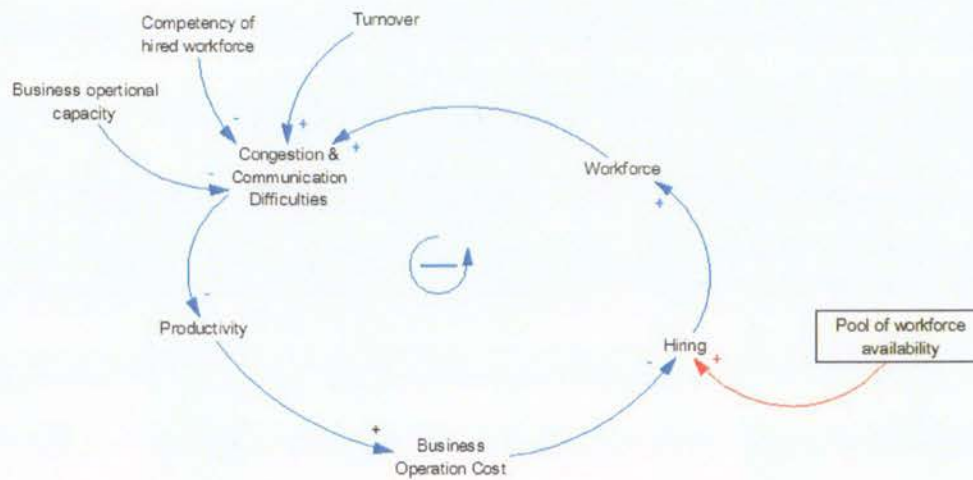 Competency of
hired workforce
Turnover
Business opertional
capacity
-
+
+
-
Congestion &
Communication
Difficulties
Workforce
+
-
Productivity
Hiring
-
+
Pool of workforce
availability
+
Business
Operation Cost